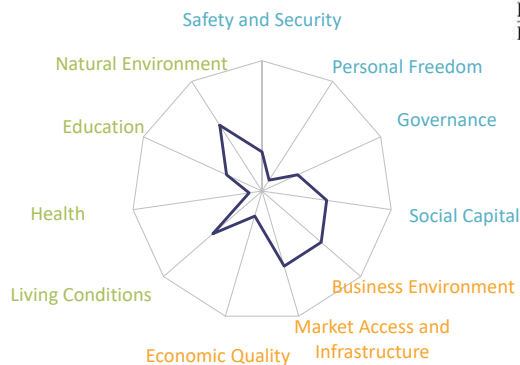 Safety and Security
Natural Environment
Personal Freedom
Education
Governance
Health
Social Capital
Living Conditions
Business Environment
Market Access and
Infrastructure
Economic Quality